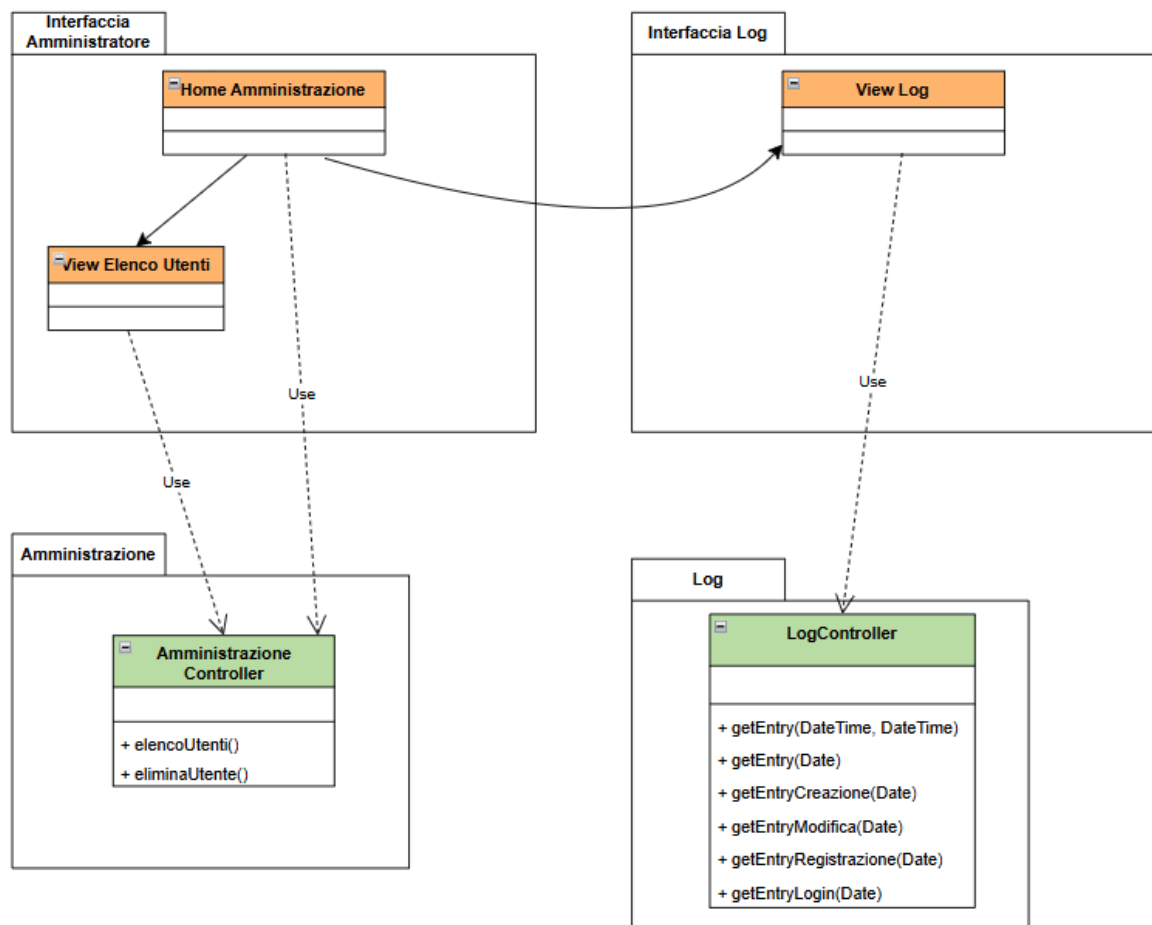 Interfaccia
Amministratore
Interfaccia Log
Home Amministrazione
View Log
View Elenco Utenti
Use
Use
Use
Amministrazione
Log
Amministrazione
Controller
+ elencoUtenti()
+ eliminaUtente()
LogController
+ getEntry(DateTime, DateTime)
+ getEntry(Date)
+ getEntryCreazione(Date)
+ getEntryModifica(Date)
+ getEntryRegistrazione(Date)
+ getEntryLogin(Date)